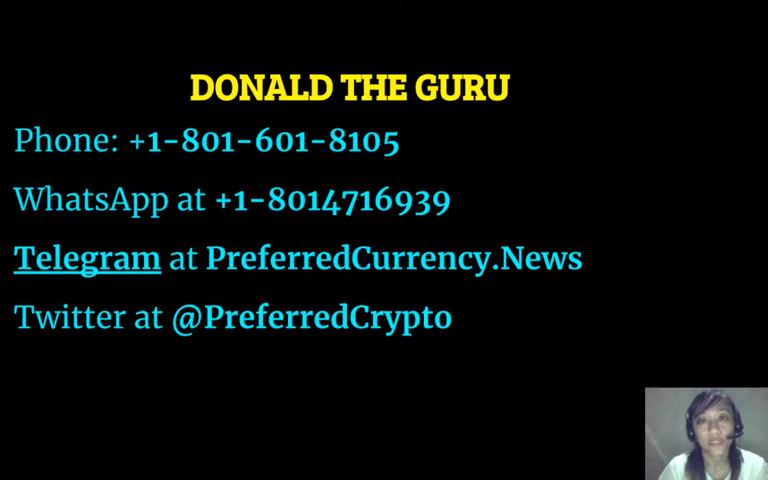 DONALD THE GURU
Phone: +1-801-601-8105
WhatsApp at +1-8014716939
Telegram at PreferredCurrency.News
Twitter at @PreferredCrypto